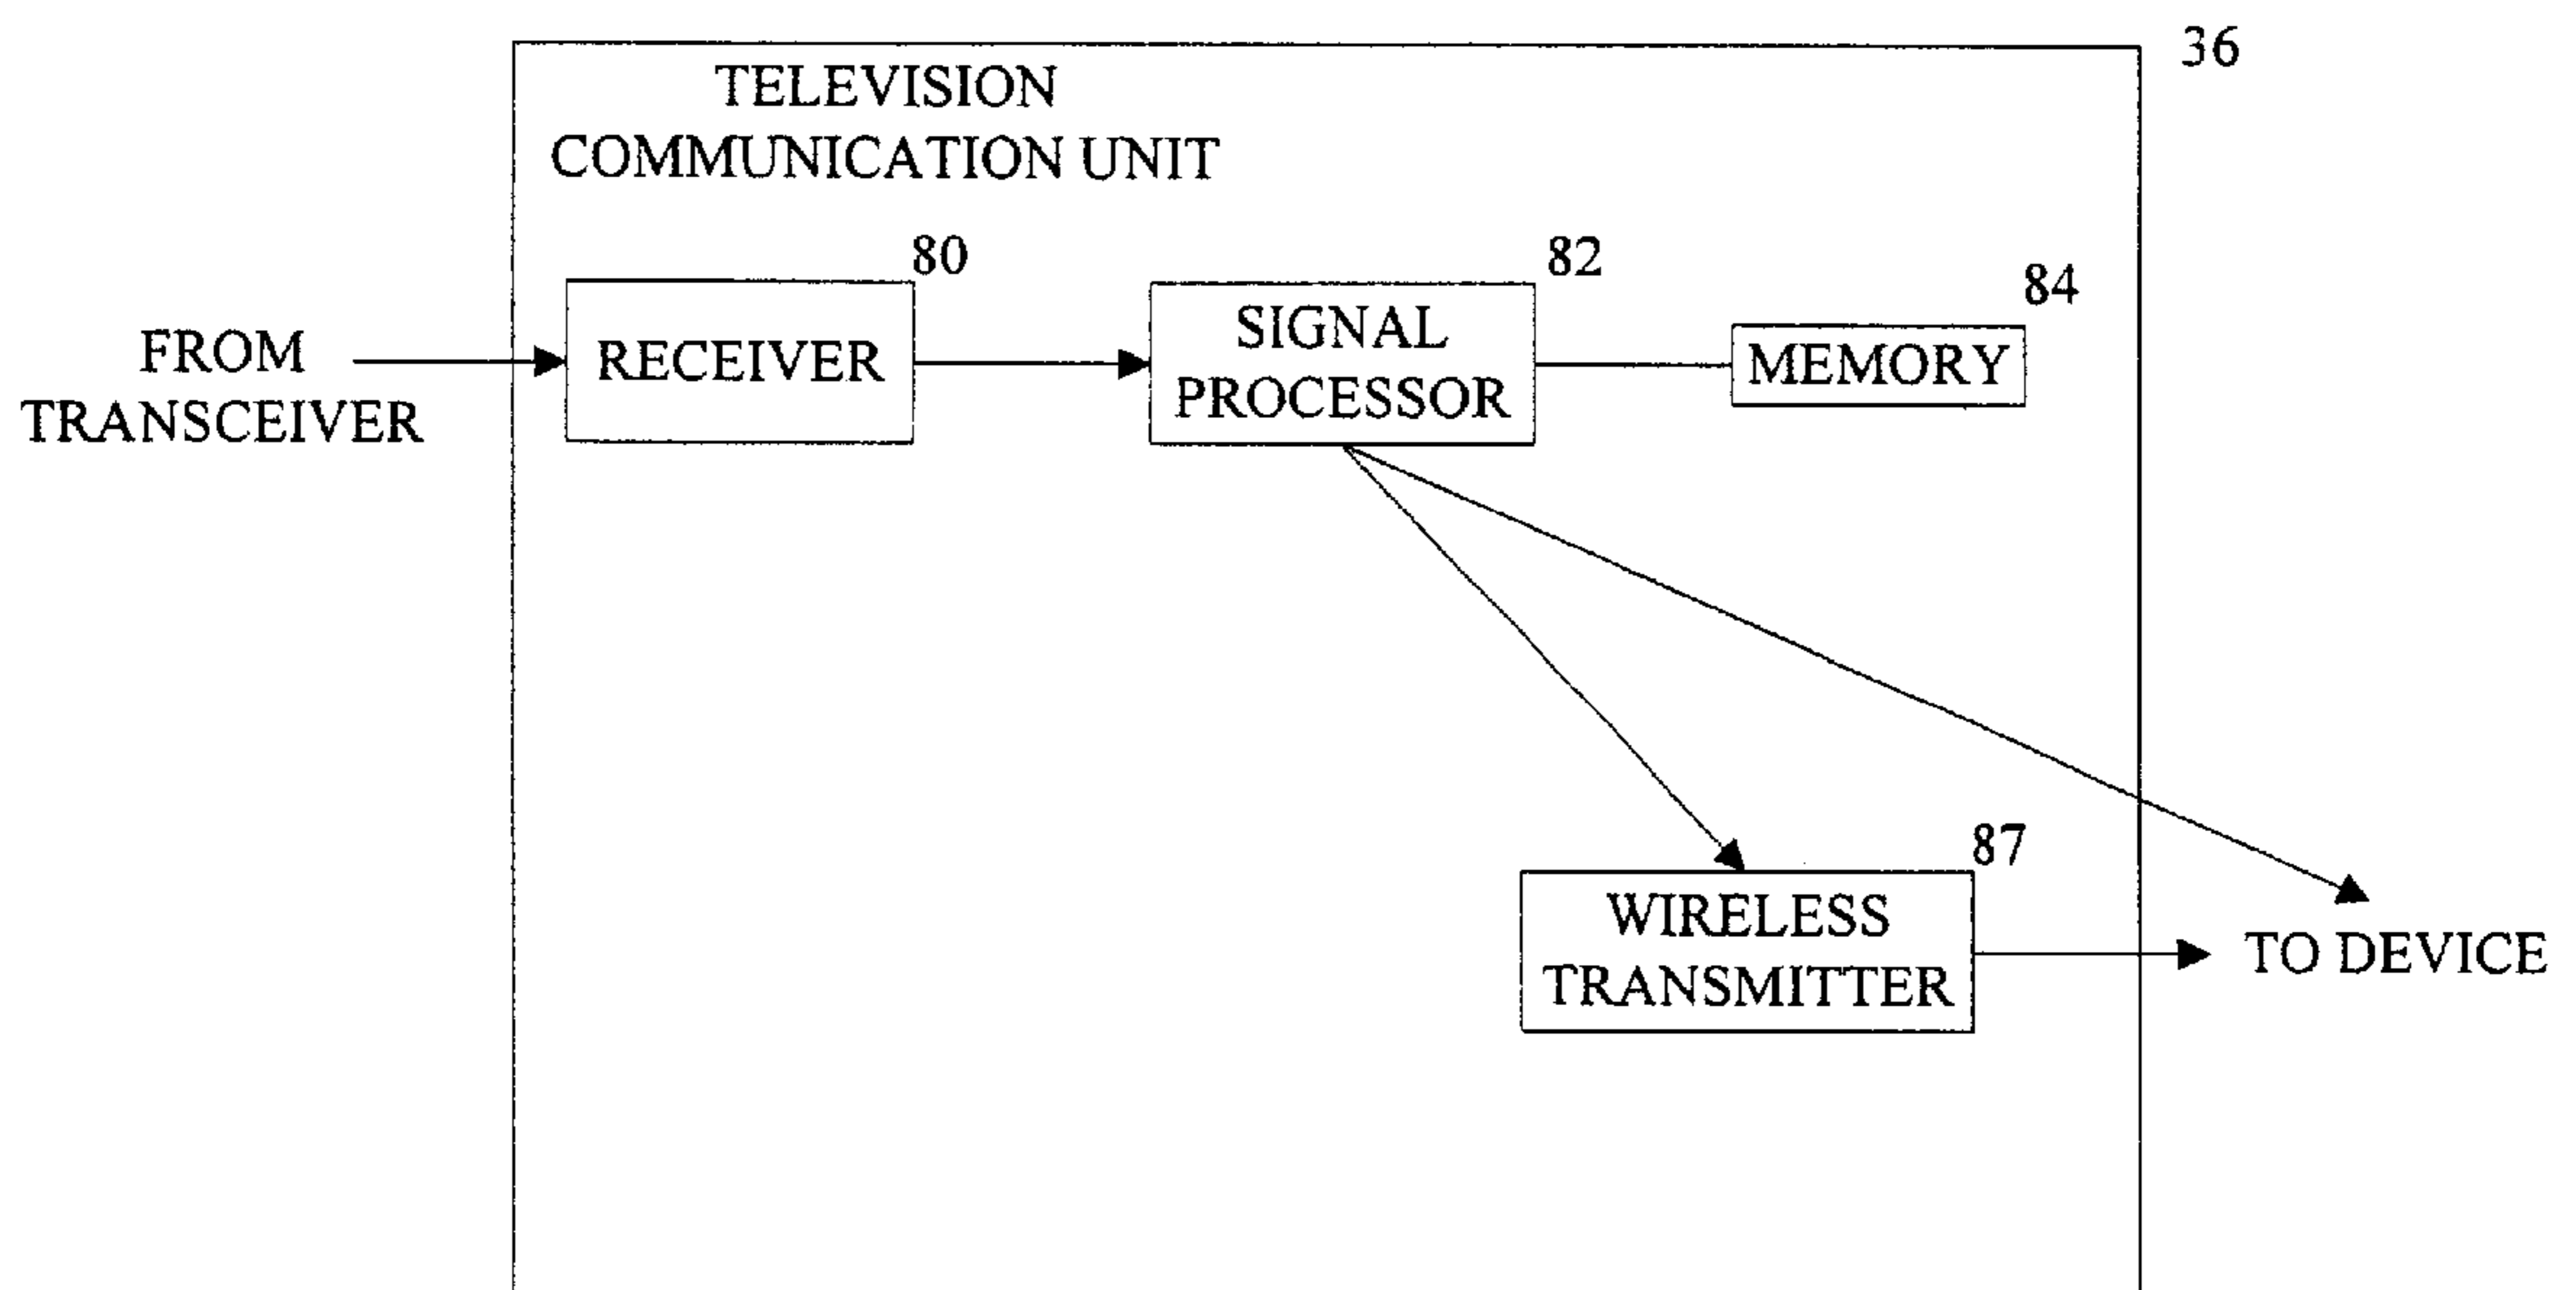 36
TELEVISION
COMMUNICATION UNIT
80
82
84
FROM
TRANSCEIVER
RECEIVER
SIGNAL
PROCESSOR
MEMORY
87
WIRELESS
TRANSMITTER
TO DEVICE